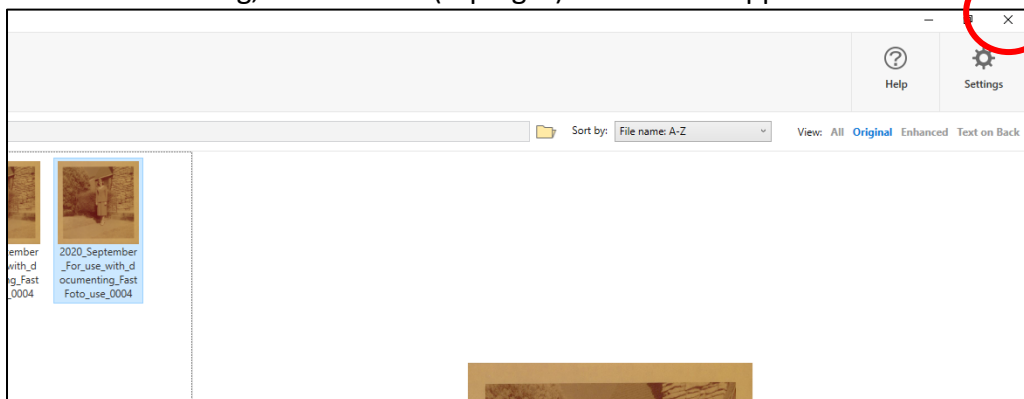 Help
Settings
Sort by:
File name: A-Z
View: All Original Enhanced Text on Back
2020_September
_For_use_with_d
ocumenting_Fast
Foto_use_0004
ember
with_d
ng_Fast
_0004